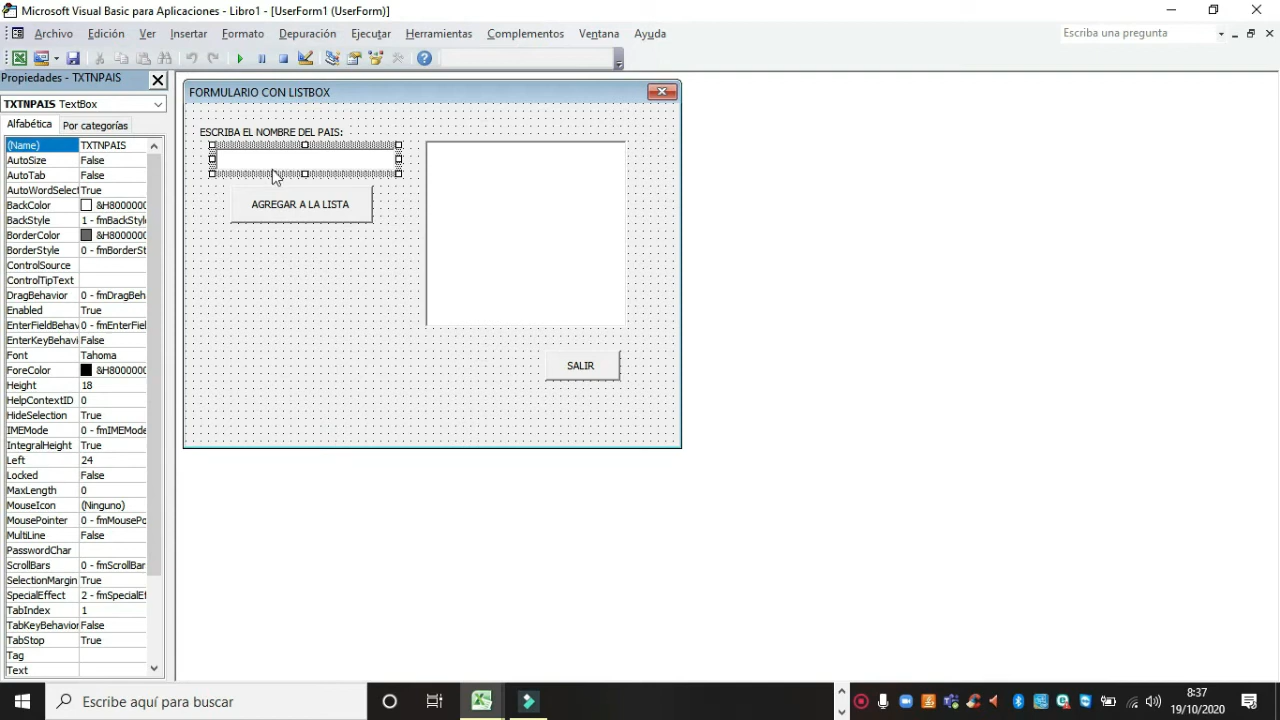 Microsoft Visual Basic para Aplicaciones - Libro1 - [UserForm1 (UserForm)]
Archivo Edición Ver Insertar Formato Depuración Ejecutar Herramientas Complementos Ventana Ayuda
Escriba una pregunta
Propiedades - TXTNPAIS
TXTNPAIS TextBox
Alfabética Por categorías
(Name) TXTNPAIS
AutoSize False
AutoTab False
AutoWordSelect True
BackColor &H8000000
BackStyle 1 - fmBackStyl
BorderColor &H8000000
BorderStyle 0 - fmBorderSt
ControlSource
ControlTipText
DragBehavior 0 - fmDragBeh
Enabled True
EnterFieldBehav 0 - fmEnterFiel
EnterKeyBehavi False
Font Tahoma
ForeColor &H8000000
Height 18
HelpContextID 0
HideSelection True
IMEMode 0 - fmIMEMode
IntegralHeight True
Left 24
Locked False
MaxLength 0
MouseIcon (Ninguno)
MousePointer 0 - fmMousePo
MultiLine False
PasswordChar
ScrollBars 0 - fmScrollBar
SelectionMargin True
SpecialEffect 2 - fmSpecialEf
TabIndex 1
TabKeyBehavior False
TabStop True
Tag
Text
FORMULARIO CON LISTBOX
ESCRIBA EL NOMBRE DEL PAIS:
AGREGAR A LA LISTA
SALIR
Escribe aquí para buscar
8:37
19/10/2020